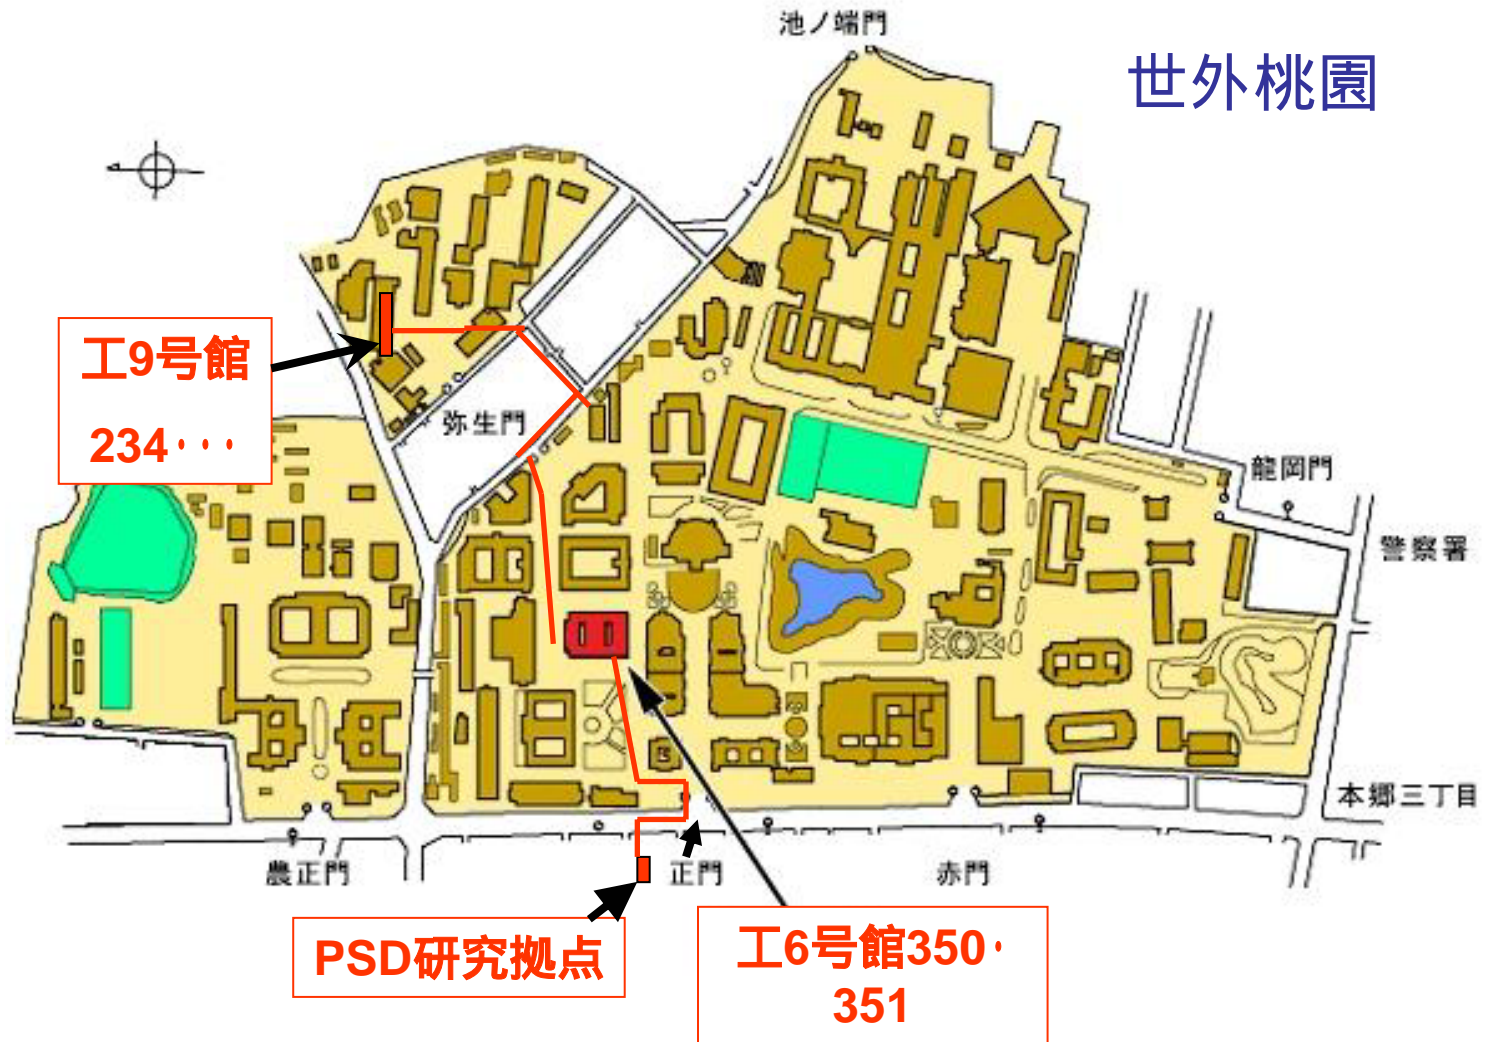 池ノ端門
世外桃園
工9号館
234・・・
弥生門
龍岡門
警察署
本郷三丁目
農正門
正門
赤門
PSD研究拠点
工6号館350・
351